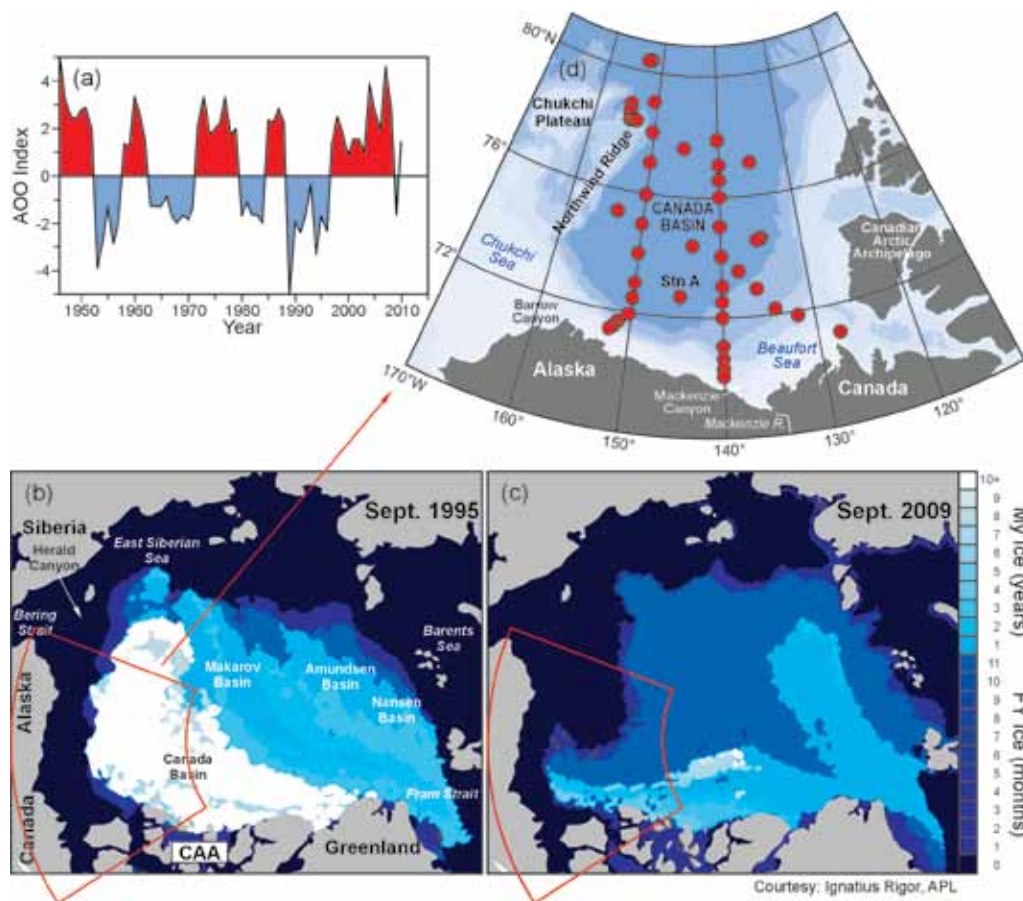 (a)
AOO Index
4
2
0
-2
-4
1950 1960 1970 1980 1990 2000 2010
Year
(d)
80°N
76°
72°
170°W
160°
150°
140°
130°
120°
Chukchi
Plateau
Northwind Ridge
CANADA
BASIN
Canadian
Arctic
Archipelago
Chukchi
Sea
Stn A
Barrow
Canyon
Beaufort
Sea
Alaska
Mackenzie
Canyon
Mackenzie R.
Canada
(b)
Sept. 1995
Siberia
Herald
Canyon
East Siberian
Sea
Bering
Strait
Barents
Sea
Makarov
Basin
Amundsen
Basin
Nansen
Basin
Alaska
Canada
Basin
Fram Strait
Canada
CAA
Greenland
(c)
Sept. 2009
10+
9
8
7
6
5
4
3
2
1
11
10
9
8
7
6
5
4
3
2
1
0
My Ice (years)
FY Ice (months)
Courtesy: Ignatius Rigor, APL